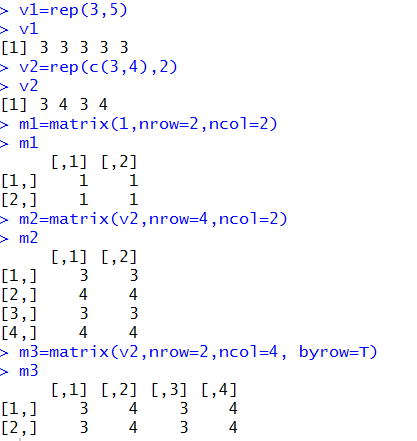 > v1=rep(3,5)
> v1
[1] 3 3 3 3 3
> v2=rep(c(3,4),2)
> v2
[1] 3 4 3 4
> m1=matrix(1,nrow=2,ncol=2)
> m1
     [,1] [,2]
[1,]    1    1
[2,]    1    1
> m2=matrix(v2,nrow=4,ncol=2)
> m2
     [,1] [,2]
[1,]    3    3
[2,]    4    4
[3,]    3    3
[4,]    4    4
> m3=matrix(v2,nrow=2,ncol=4, byrow=T)
> m3
     [,1] [,2] [,3] [,4]
[1,]    3    4    3    4
[2,]    3    4    3    4